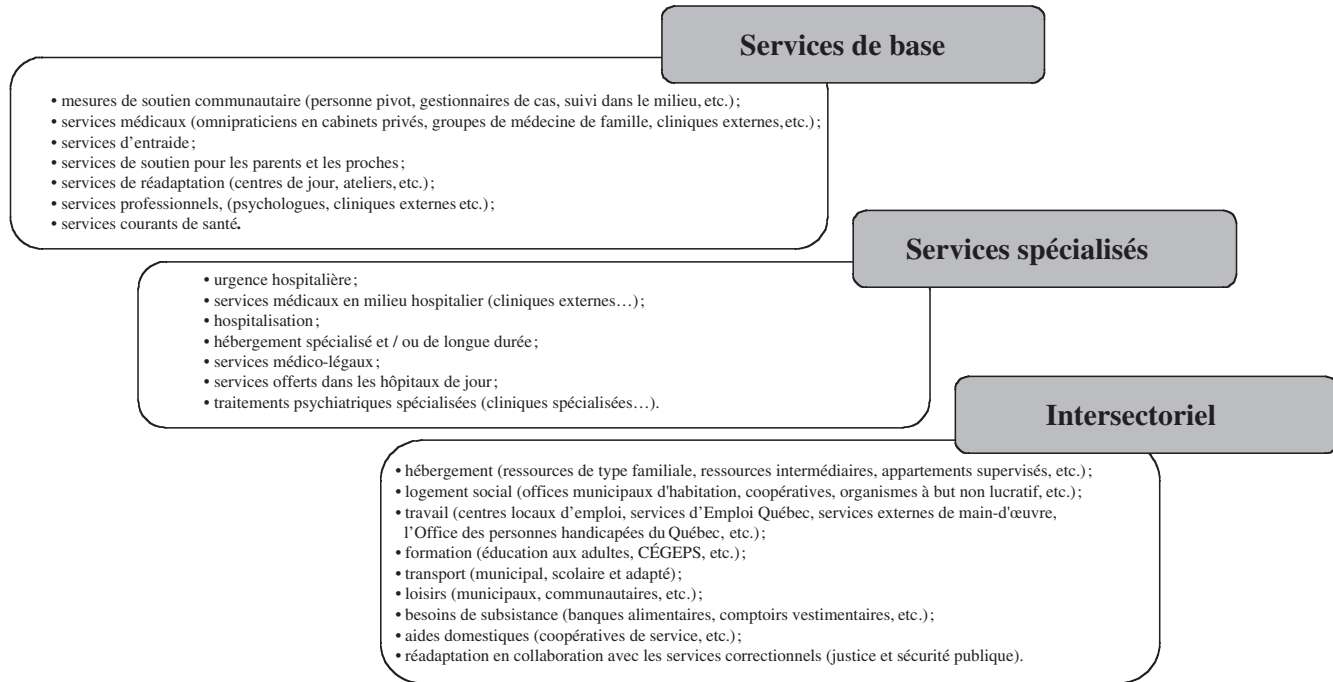 Services de base
• mesures de soutien communautaire (personne pivot, gestionnaires de cas, suivi dans le milieu, etc.);
• services médicaux (omnipraticiens en cabinets privés, groupes de médecine de famille, cliniques externes, etc.);
• services d’entraide;
• services de soutien pour les parents et les proches;
• services de réadaptation (centres de jour, ateliers, etc.);
• services professionnels, (psychologues, cliniques externes etc.);
• services courants de santé.
Services spécialisés
• urgence hospitalière;
• services médicaux en milieu hospitalier (cliniques externes…);
• hospitalisation;
• hébergement spécialisé et / ou de longue durée;
• services médico-légaux;
• services offerts dans les hôpitaux de jour;
• traitements psychiatriques spécialisées (cliniques spécialisées…).
Intersectoriel
• hébergement (ressources de type familiale, ressources intermédiaires, appartements supervisés, etc.);
• logement social (offices municipaux d'habitation, coopératives, organismes à but non lucratif, etc.);
• travail (centres locaux d’emploi, services d’Emploi Québec, services externes de main-d'œuvre,
l’Office des personnes handicapées du Québec, etc.);
• formation (éducation aux adultes, CÉGEPS, etc.);
• transport (municipal, scolaire et adapté);
• loisirs (municipaux, communautaires, etc.);
• besoins de subsistance (banques alimentaires, comptoirs vestimentaires, etc.);
• aides domestiques (coopératives de service, etc.);
• réadaptation en collaboration avec les services correctionnels (justice et sécurité publique).